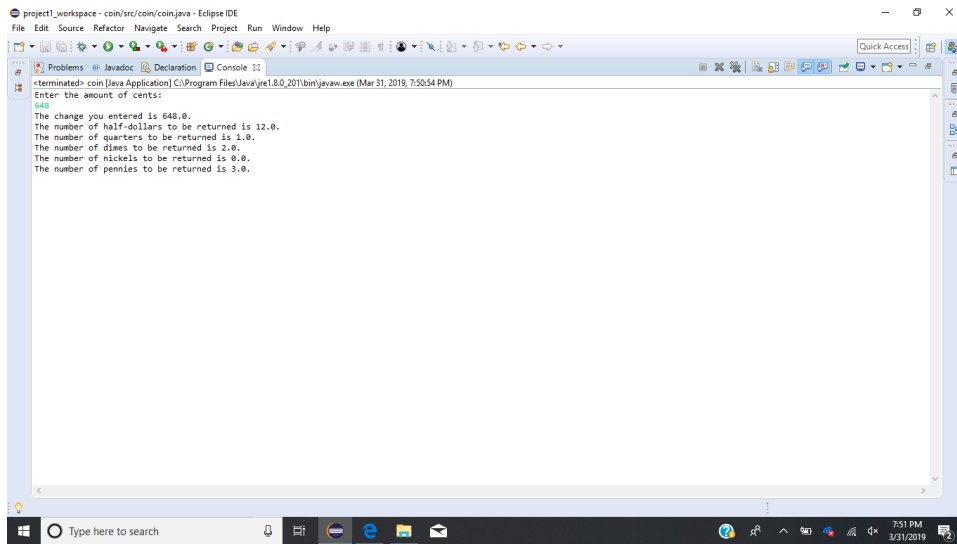 project1_workspace - coin/src/coin/coin.java - Eclipse IDE
File Edit Source Refactor Navigate Search Project Run Window Help
Quick Access
Problems @ Javadoc Declaration Console
<terminated> coin [Java Application] C:\Program Files\Java\jre1.8.0_201\bin\javaw.exe (Mar 31, 2019, 7:50:54 PM)
Enter the amount of cents:
648
The change you entered is 648.0.
The number of half-dollars to be returned is 12.0.
The number of quarters to be returned is 1.0.
The number of dimes to be returned is 2.0.
The number of nickels to be returned is 0.0.
The number of pennies to be returned is 3.0.
Type here to search
7:51 PM
3/31/2019
2